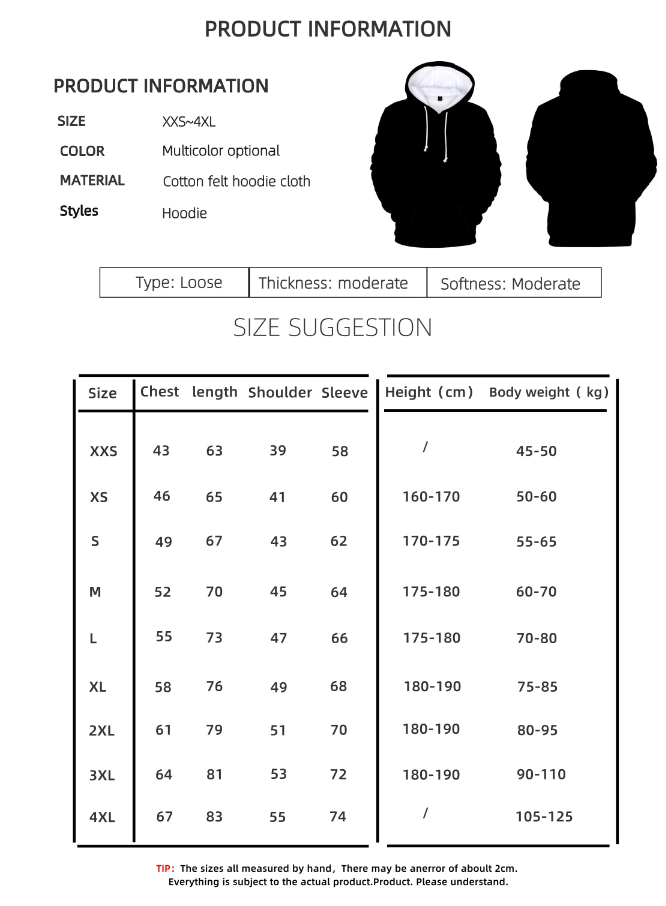 PRODUCT INFORMATION
PRODUCT INFORMATION
SIZE XXS~4XL
COLOR Multicolor optional
MATERIAL Cotton felt hoodie cloth
Styles Hoodie
Type: Loose Thickness: moderate Softness: Moderate
SIZE SUGGESTION
Size Chest length Shoulder Sleeve Height (cm) Body weight ( kg)
XXS 43 63 39 58 / 45-50
XS 46 65 41 60 160-170 50-60
S 49 67 43 62 170-175 55-65
M 52 70 45 64 175-180 60-70
L 55 73 47 66 175-180 70-80
XL 58 76 49 68 180-190 75-85
2XL 61 79 51 70 180-190 80-95
3XL 64 81 53 72 180-190 90-110
4XL 67 83 55 74 / 105-125
TIP: The sizes all measured by hand, There may be anerror of aboult 2cm.
Everything is subject to the actual product.Product. Please understand.